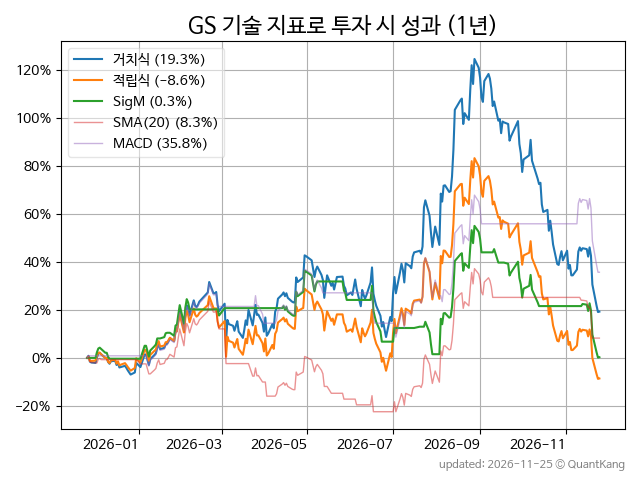 GS 기술 지표로 투자 시 성과 (1년)
거치식 (19.3%)
적립식 (−8.6%)
SigM (0.3%)
SMA(20) (8.3%)
MACD (35.8%)
120%
100%
80%
60%
40%
20%
0%
−20%
2026-01
2026-03
2026-05
2026-07
2026-09
2026-11
updated: 2026-11-25 © QuantKang